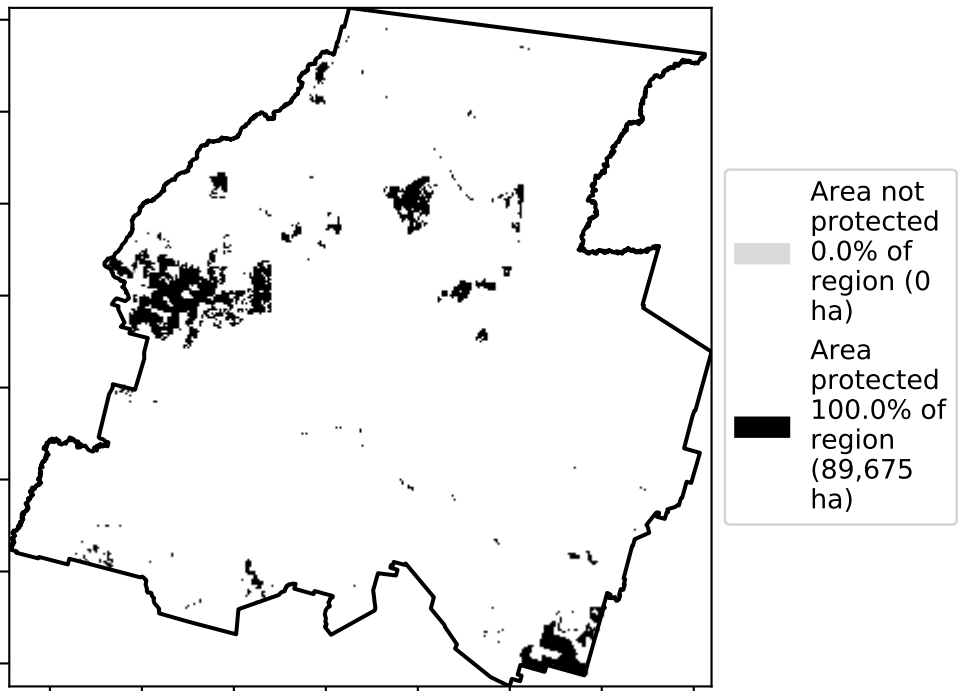 Area not
protected
0.0% of
region (0
ha)
Area
protected
100.0% of
region
(89,675
ha)